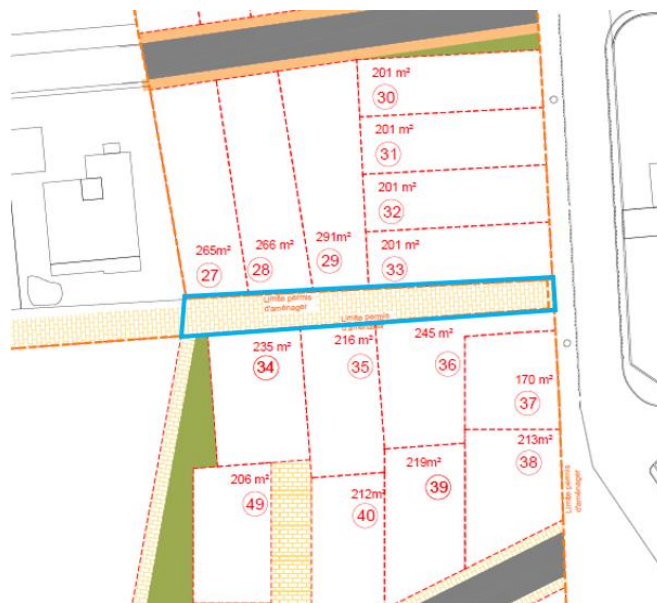 201 m²
30
201 m²
31
201 m²
32
265m²
27
266 m²
28
291m²
29
201 m²
33
Limite permis
d'aménager
Limite permis
d'aménager
235 m²
34
216 m²
35
245 m²
36
170 m²
37
213m²
38
206 m²
49
212m²
40
219m²
39
Limite permis
d'aménager